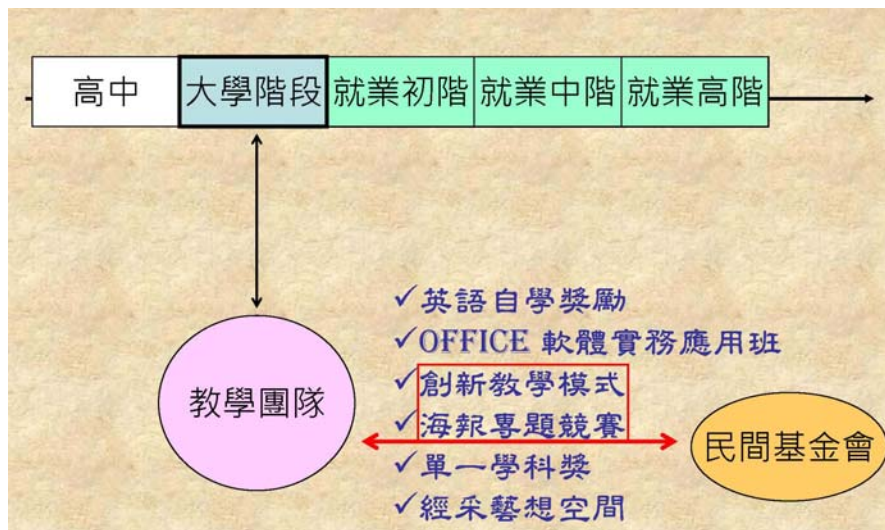 高中
大學階段
就業初階
就業中階
就業高階
教學團隊
✓英語自學獎勵
✓OFFICE 軟體實務應用班
✓創新教學模式
✓海報專題競賽
✓單一學科獎
✓經采藝想空間
民間基金會